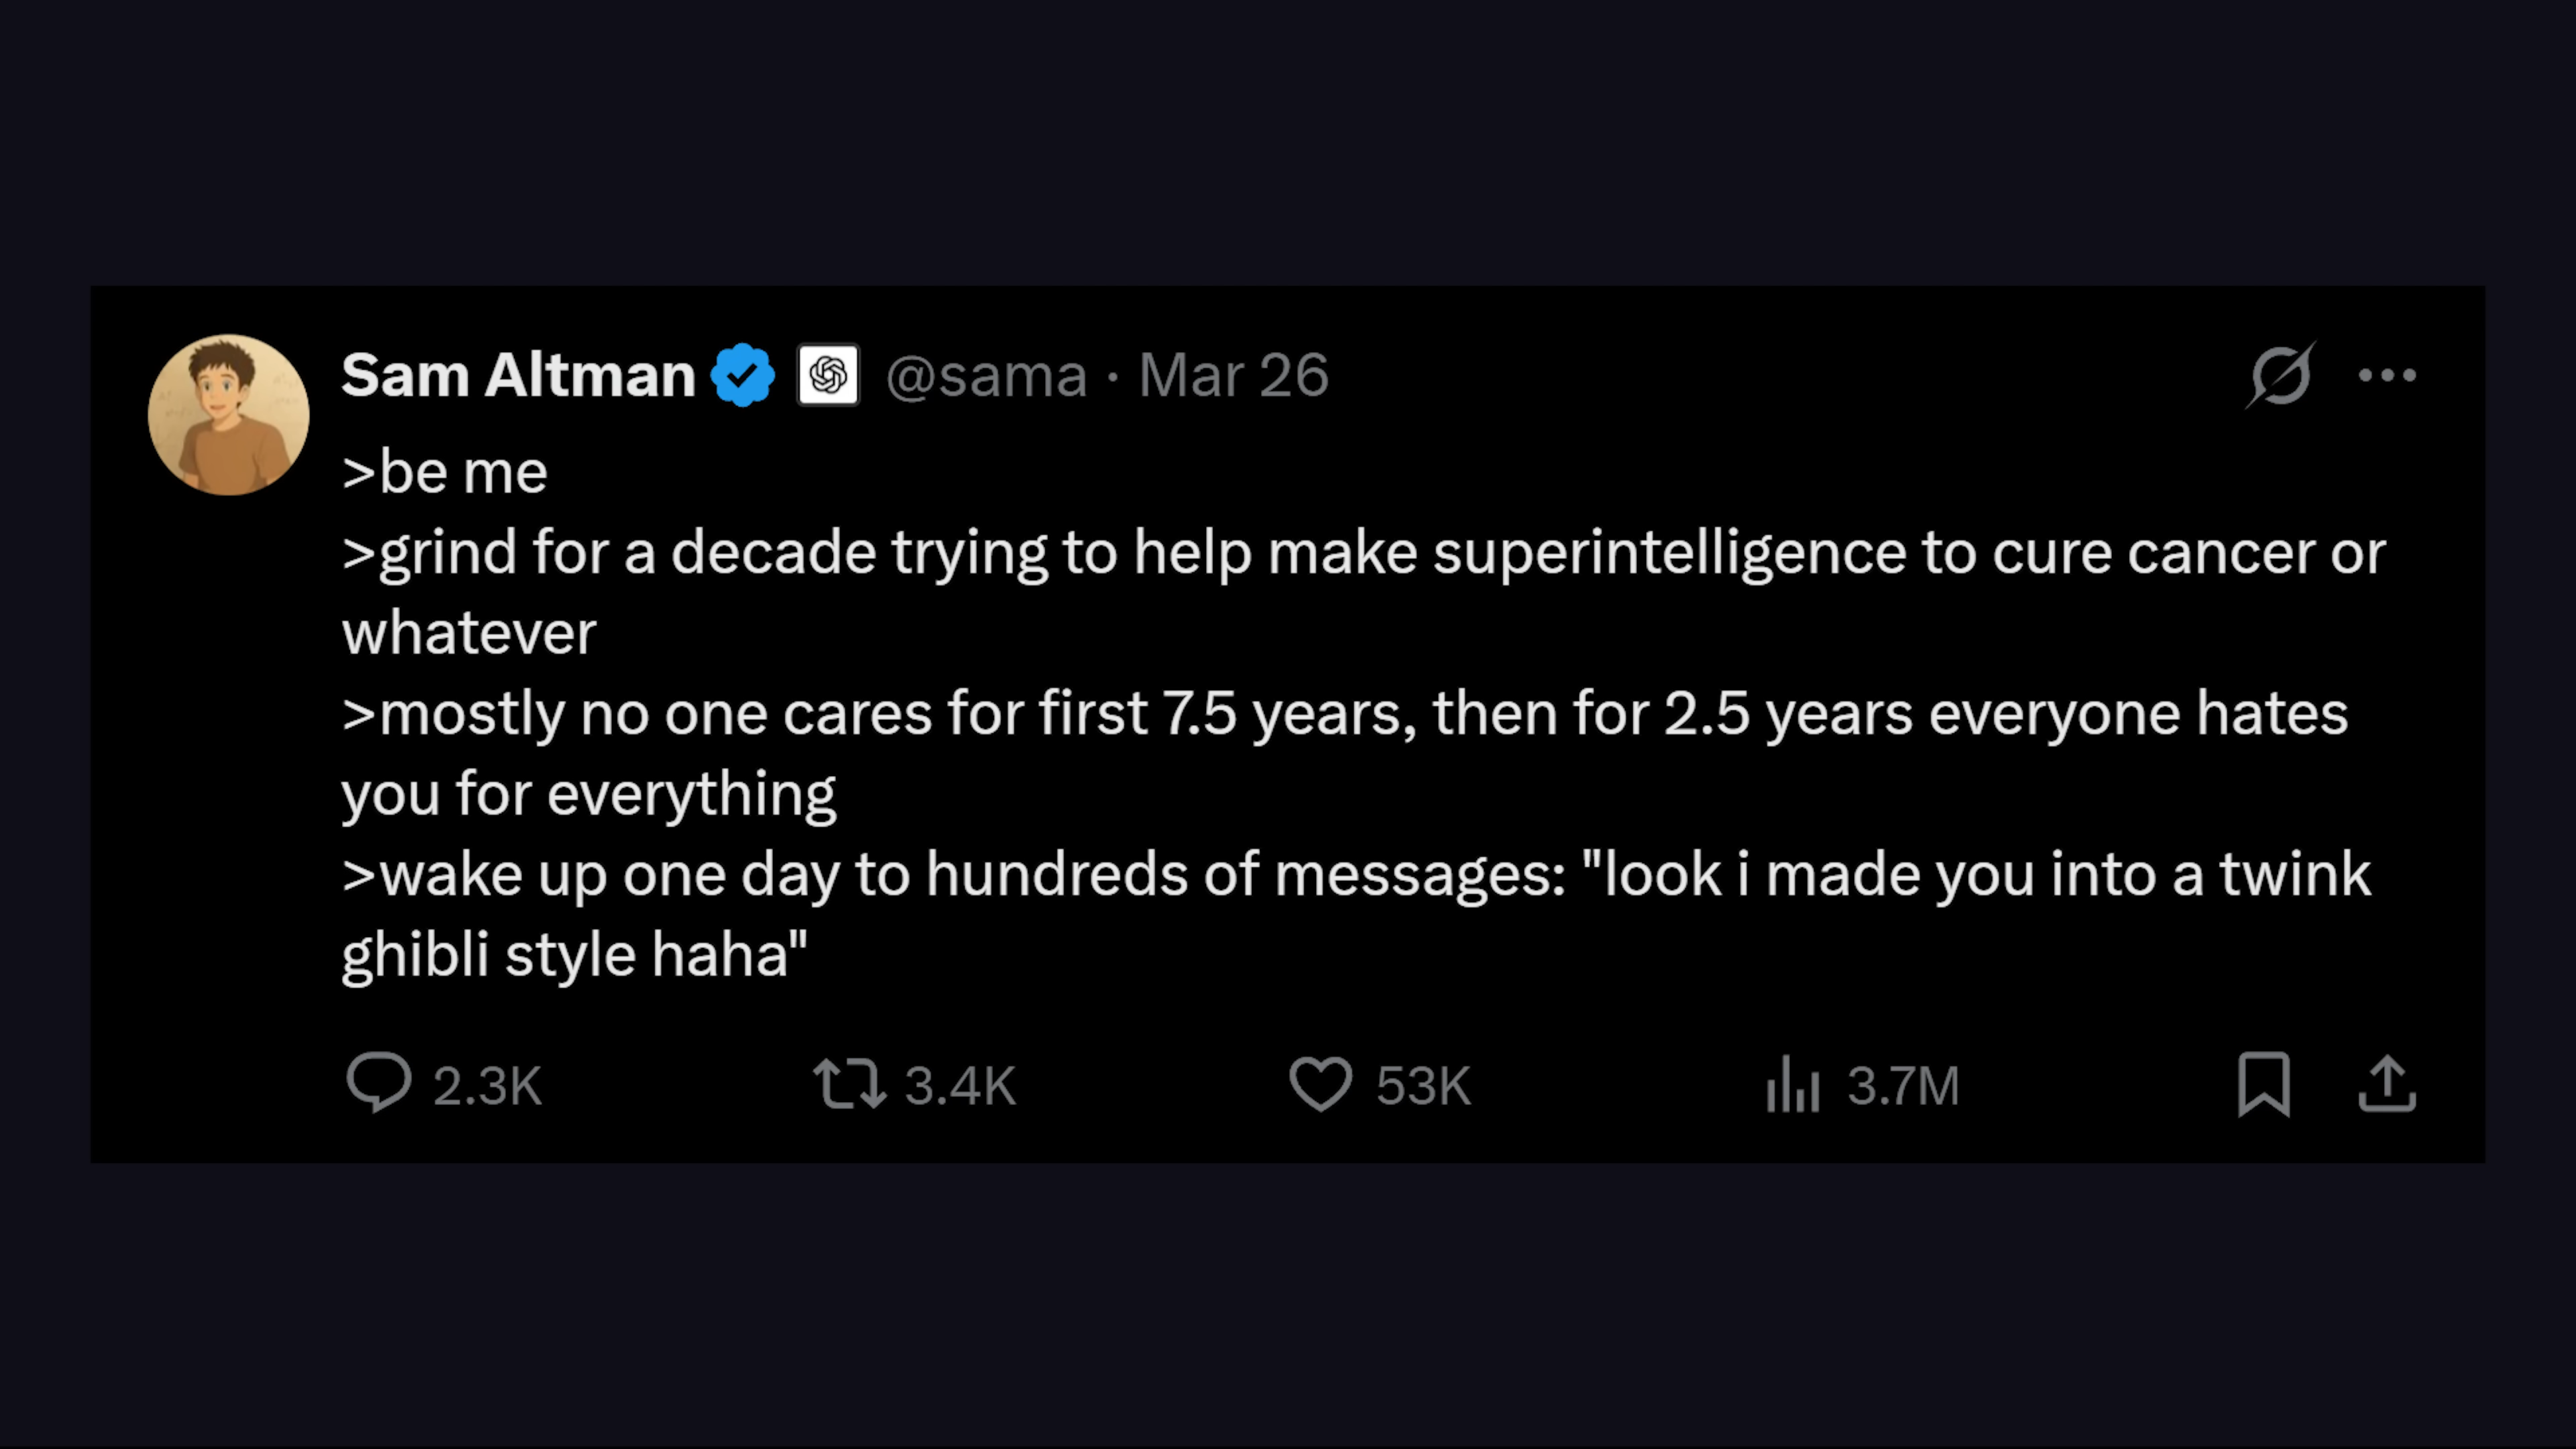 Sam Altman @sama · Mar 26
>be me
>grind for a decade trying to help make superintelligence to cure cancer or
whatever
>mostly no one cares for first 7.5 years, then for 2.5 years everyone hates
you for everything
>wake up one day to hundreds of messages: "look i made you into a twink
ghibli style haha"
2.3K 3.4K 53K 3.7M